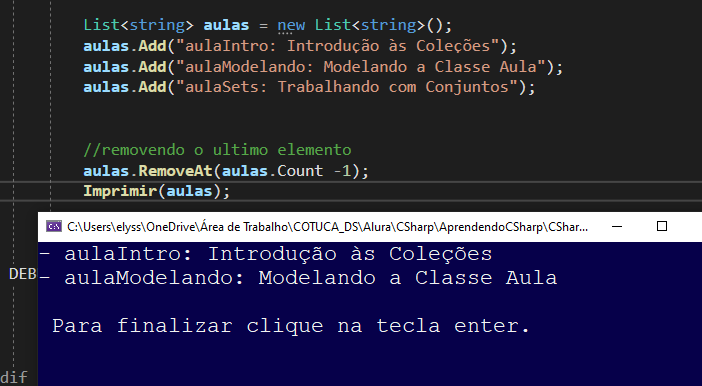 List<string> aulas = new List<string>();
aulas.Add("aulaIntro: Introdução às Coleções");
aulas.Add("aulaModelando: Modelando a Classe Aula");
aulas.Add("aulaSets: Trabalhando com Conjuntos");
//removendo o ultimo elemento
aulas.RemoveAt(aulas.Count -1);
Imprimir(aulas);
C:\Users\elyss\OneDrive\Área de Trabalho\COTUCA_DS\Alura\CSharp\AprendendoCSharp\CShar...
- aulaIntro: Introdução às Coleções
DEB
- aulaModelando: Modelando a Classe Aula
Para finalizar clique na tecla enter.
dif